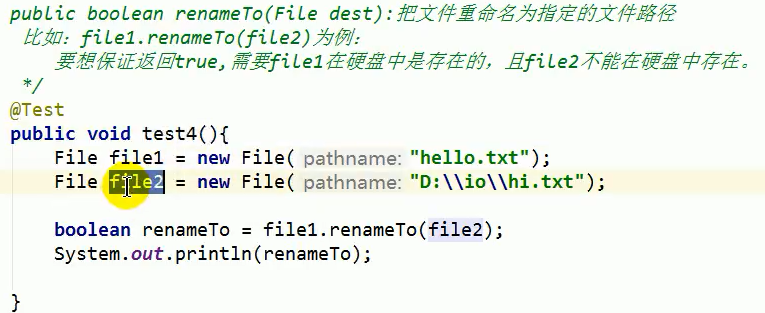 public boolean renameTo(File dest):把文件重命名为指定的文件路径
比如：file1.renameTo(file2)为例：
要想保证返回true,需要file1在硬盘中是存在的，且file2不能在硬盘中存在。
*/
@Test
public void test4(){
File file1 = new File( pathname: "hello.txt");
File file2 = new File( pathname: "D:\\io\\hi.txt");
boolean renameTo = file1.renameTo(file2);
System.out.println(renameTo);
}